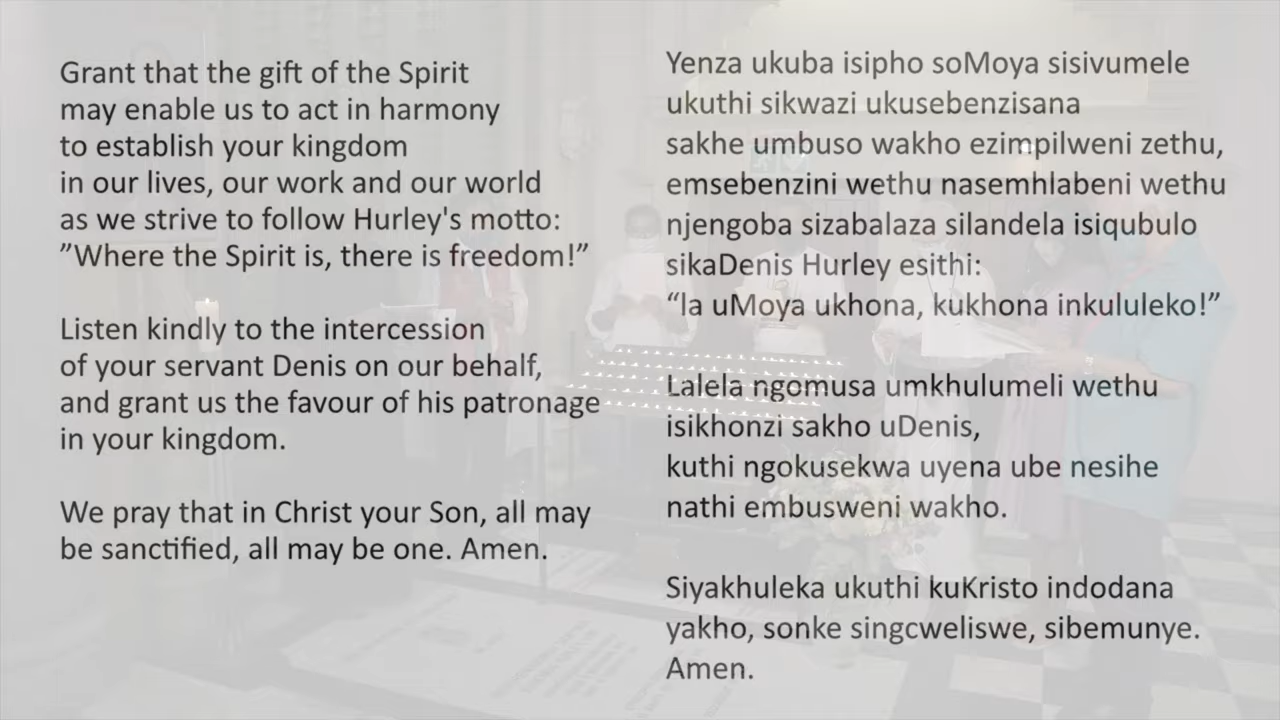 Grant that the gift of the Spirit
may enable us to act in harmony
to establish your kingdom
in our lives, our work and our world
as we strive to follow Hurley's motto:
”Where the Spirit is, there is freedom!”
Listen kindly to the intercession
of your servant Denis on our behalf,
and grant us the favour of his patronage
in your kingdom.
We pray that in Christ your Son, all may
be sanctified, all may be one. Amen.
Yenza ukuba isipho soMoya sisivumele
ukuthi sikwazi ukusebenzisana
sakhe umbuso wakho ezimpilweni zethu,
emsebenzini wethu nasemhlabeni wethu
njengoba sizabalaza silandela isiqubulo
sikaDenis Hurley esithi:
“la uMoya ukhona, kukhona inkululeko!”
Lalela ngomusa umkhulumeli wethu
isikhonzi sakho uDenis,
kuthi ngokusekwa uyena ube nesihe
nathi embusweni wakho.
Siyakhuleka ukuthi kuKristo indodana
yakho, sonke singcweliswe, sibemunye.
Amen.